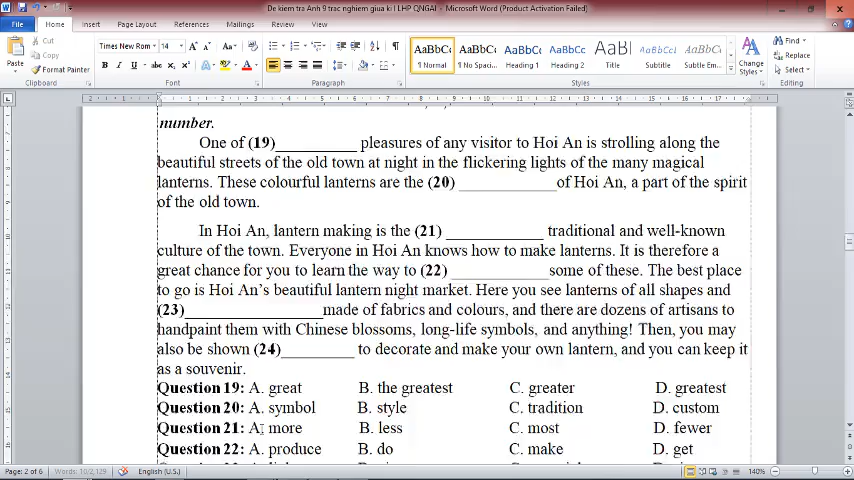 De kiem tra Anh 9 trac nghiem giua ki I LHP QNGAI - Microsoft Word (Product Activation Failed)
File Home Insert Page Layout References Mailings Review View
Paste Cut Copy Format Painter Clipboard
Times New Rom 14 Font
Paragraph
AaBbCc ¶ Normal AaBbCc ¶ No Spaci... AaBbCc Heading 1 AaBbCc Heading 2 AaBI Title AaBbCc. Subtitle AaBbCc. Subtle Em... Change Styles Styles
Find Replace Select Editing
number.
One of (19)__________ pleasures of any visitor to Hoi An is strolling along the
beautiful streets of the old town at night in the flickering lights of the many magical
lanterns. These colourful lanterns are the (20) ____________of Hoi An, a part of the spirit
of the old town.
In Hoi An, lantern making is the (21) ____________ traditional and well-known
culture of the town. Everyone in Hoi An knows how to make lanterns. It is therefore a
great chance for you to learn the way to (22) ____________some of these. The best place
to go is Hoi An's beautiful lantern night market. Here you see lanterns of all shapes and
(23)_________________made of fabrics and colours, and there are dozens of artisans to
handpaint them with Chinese blossoms, long-life symbols, and anything! Then, you may
also be shown (24)_________ to decorate and make your own lantern, and you can keep it
as a souvenir.
Question 19: A. great B. the greatest C. greater D. greatest
Question 20: A. symbol B. style C. tradition D. custom
Question 21: A. more B. less C. most D. fewer
Question 22: A. produce B. do C. make D. get
Page: 2 of 6 Words: 10/2,129 English (U.S.) 140%